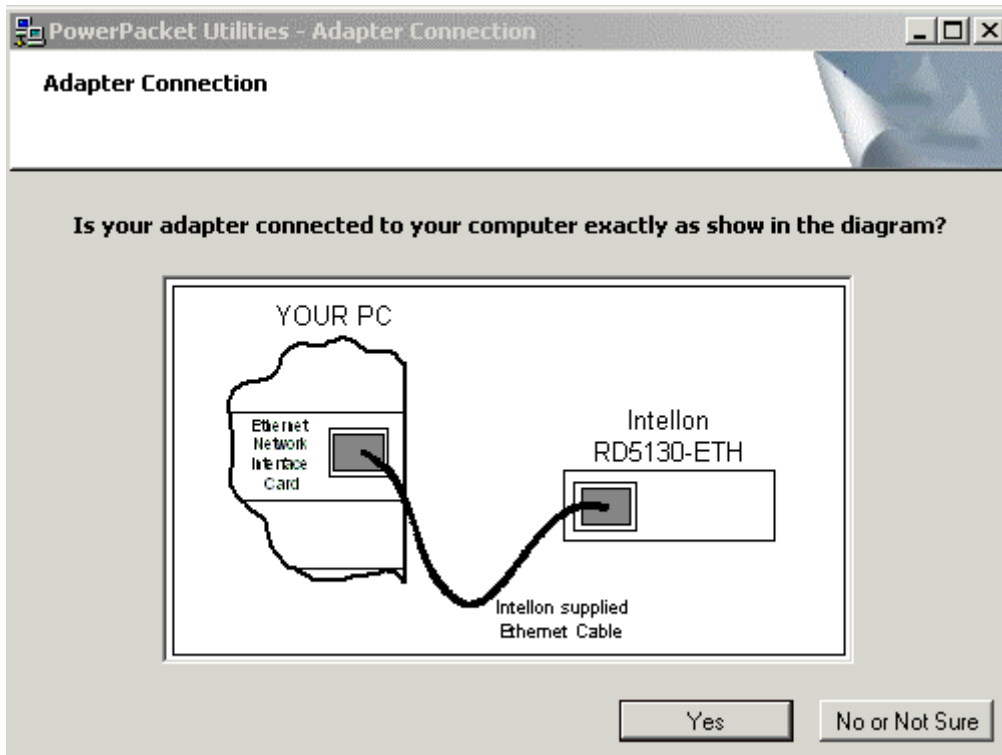 PowerPacket Utilities - Adapter Connection
Adapter Connection
Is your adapter connected to your computer exactly as show in the diagram?
YOUR PC
Ethernet
Network
Interface
Card
Intellon
RD5130-ETH
Intellon supplied
Ethernet Cable
Yes
No or Not Sure